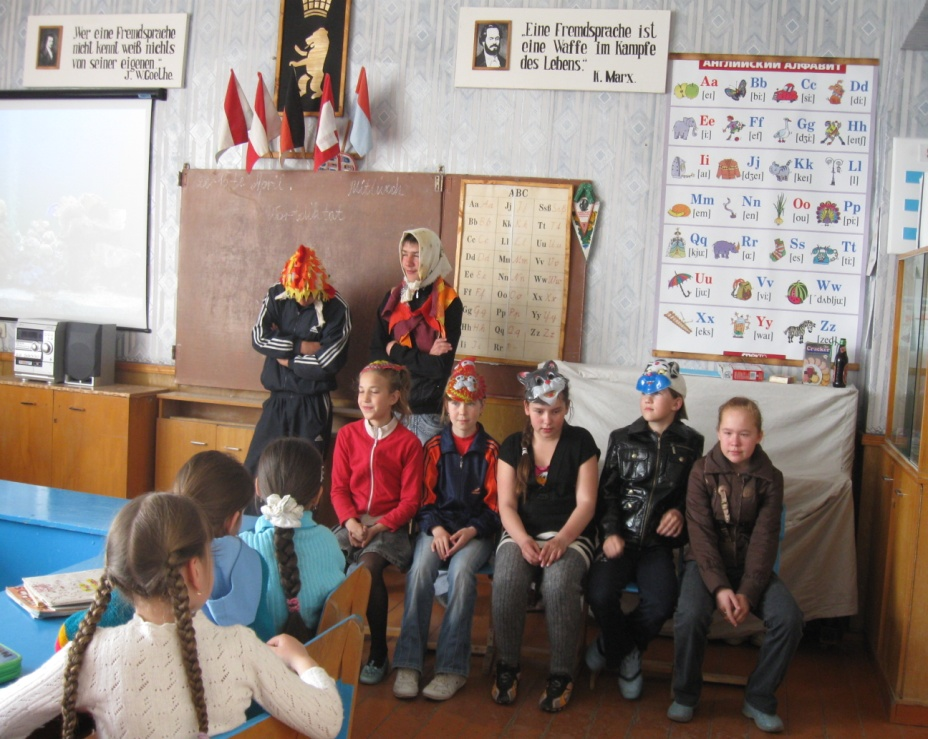 „Wer eine Fremdsprache
nicht kennt weiß nichts
von seiner eigenen"
J. W. Goethe.
„Eine Fremdsprache ist
eine Waffe im Kampfe
des Lebens."
K. Marx.
АНГЛИЙСКИЙ АЛФАВИТ
Aa Bb Cc Dd
[ei] [bi:] [si:] [di:]
Ee Ff Gg Hh
[i:] [ef] [dʒi:] [eitʃ]
Ii Jj Kk Ll
[ai] [dʒei] [kei] [l]
Mm Nn Oo Pp
[em] [en] [ou] [pi:]
Qq Rr Ss Tt
[kju:] [ɑ:] [es] [ti:]
Uu Vv Ww
[ju:] [vi:] [ˈdʌblju:]
Xx Yy Zz
[eks] [wai] [zed]
April, Mittwoch
ABC
Aa Jj Ssß
Bb Kk Tt
Cc Ll Uu
Dd Mm Vv
Ee Nn Ww
Ff Oo Xx
Gg Pp Yy
Hh Qq Zz
Ii Rr